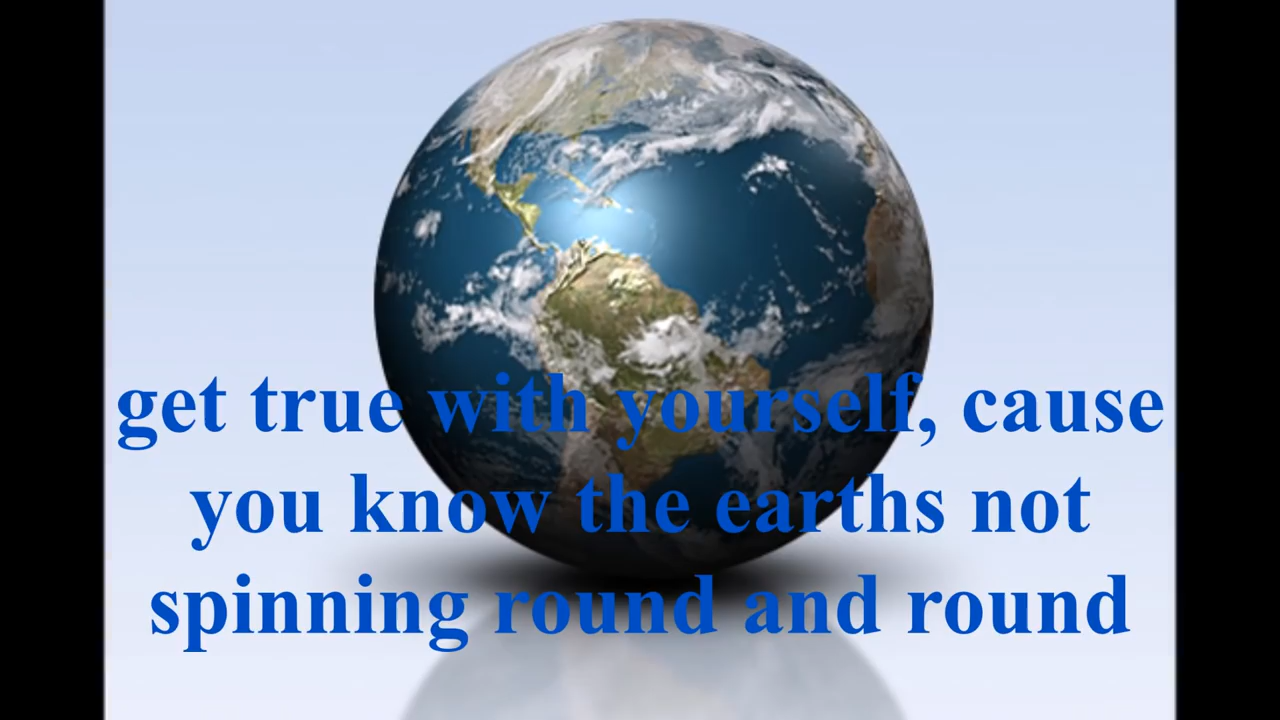 get true with yourself, cause
you know the earths not
spinning round and round